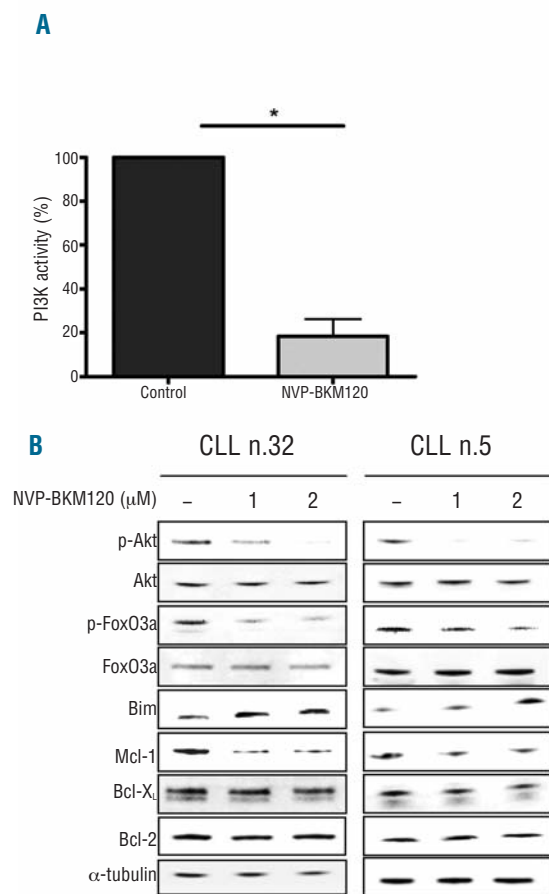 A
*
PI3K activity (%)
100
80
60
40
20
0
Control NVP-BKM120
B
CLL n.32 CLL n.5
NVP-BKM120 (μM) – 1 2 – 1 2
p-Akt
Akt
p-FoxO3a
FoxO3a
Bim
Mcl-1
Bcl-XL
Bcl-2
α-tubulin